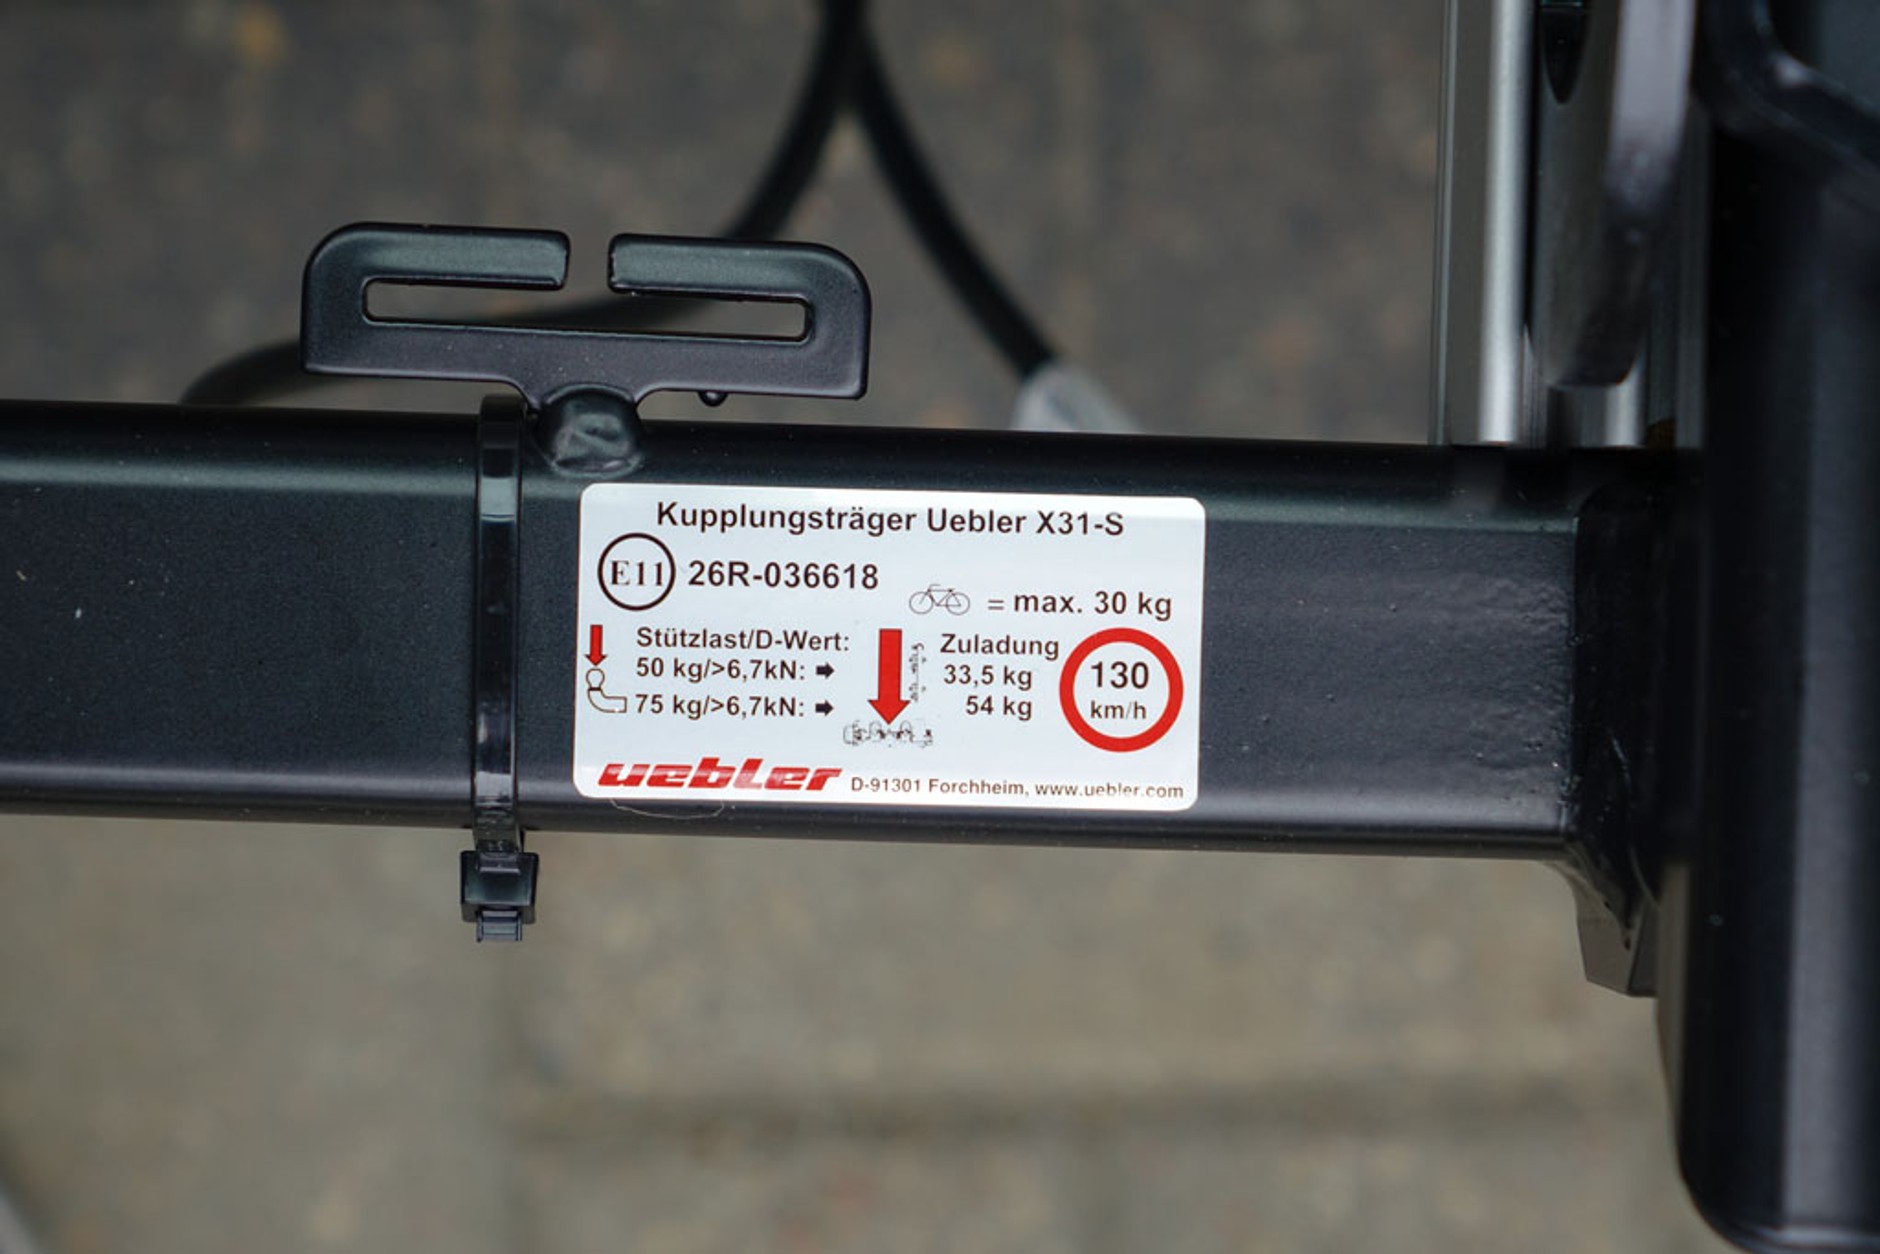 Kupplungsträger Uebler X31-S
E11 26R-036618
= max. 30 kg
Stützlast/D-Wert:
50 kg/>6,7kN:
75 kg/>6,7kN:
Zuladung
33,5 kg
54 kg
130
km/h
uebler D-91301 Forchheim, www.uebler.com